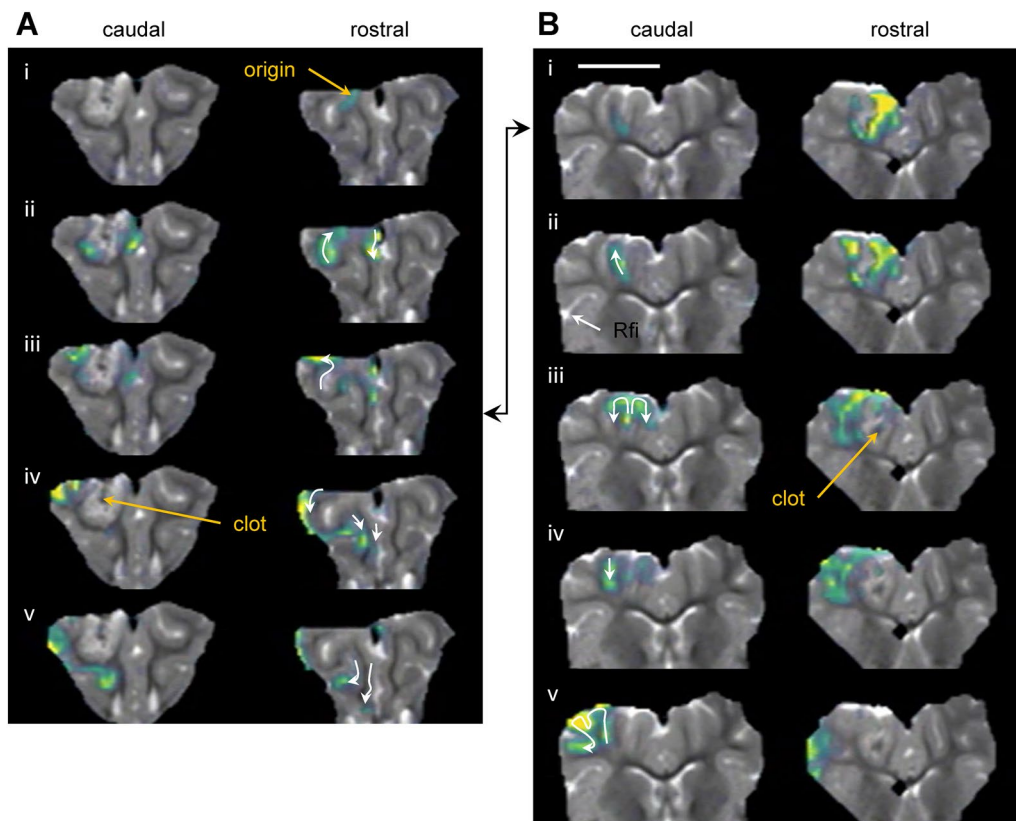 A
caudal
rostral
i
origin
ii
iii
iv
clot
v
B
caudal
rostral
i
ii
Rfi
iii
clot
iv
v